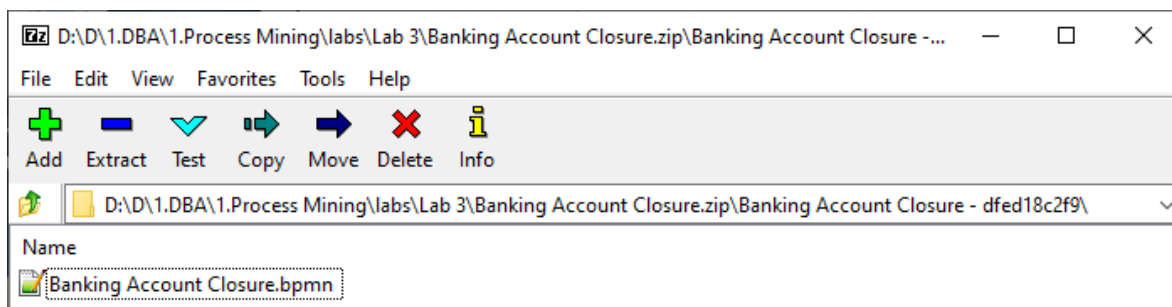 7z D:\D\1.DBA\1.Process Mining\labs\Lab 3\Banking Account Closure.zip\Banking Account Closure -...
File Edit View Favorites Tools Help
Add Extract Test Copy Move Delete Info
D:\D\1.DBA\1.Process Mining\labs\Lab 3\Banking Account Closure.zip\Banking Account Closure - dfed18c2f9\
Name
Banking Account Closure.bpmn